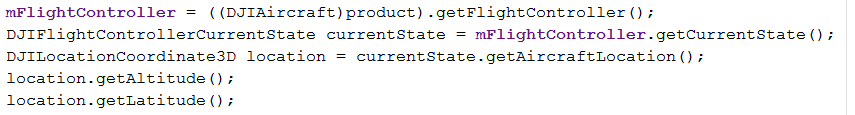 mFlightController = ((DJIAircraft)product).getFlightController();
DJIFlightControllerCurrentState currentState = mFlightController.getCurrentState();
DJILocationCoordinate3D location = currentState.getAircraftLocation();
location.getAltitude();
location.getLatitude();